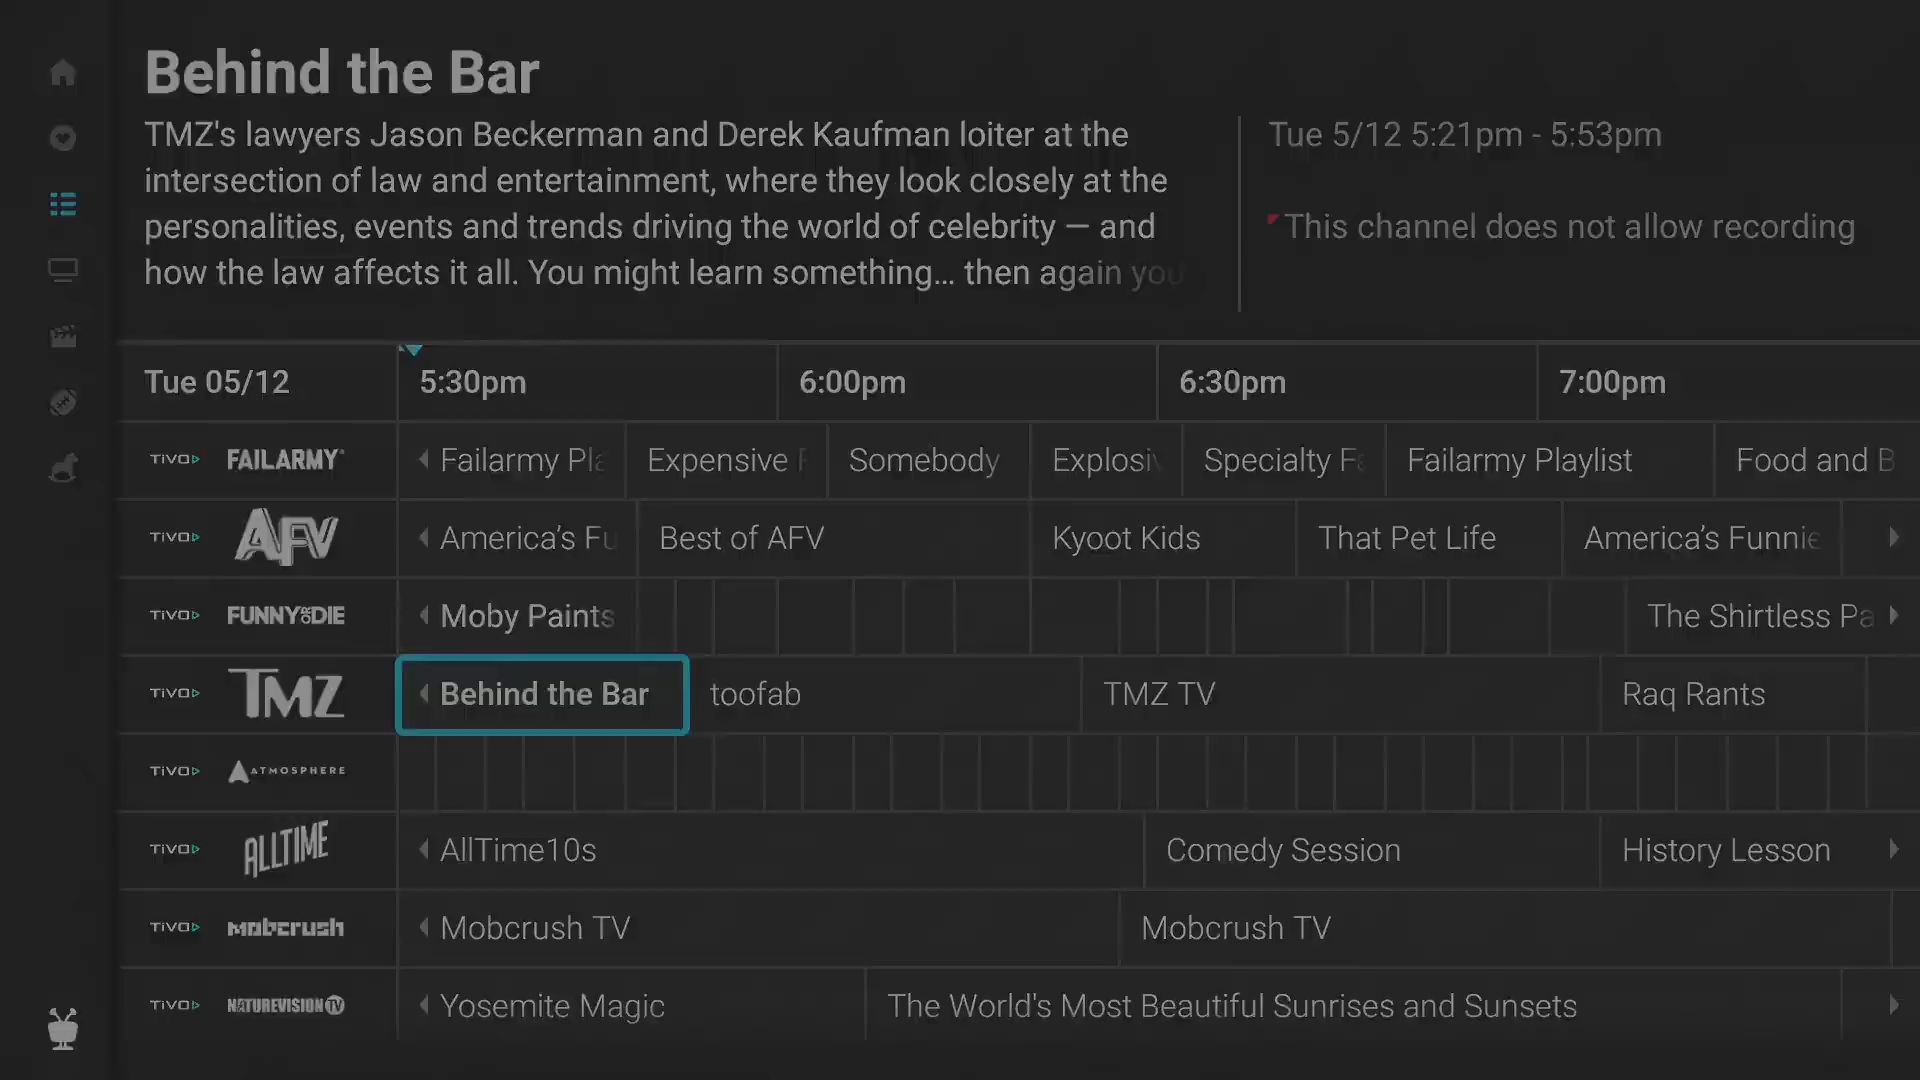 Behind the Bar
TMZ's lawyers Jason Beckerman and Derek Kaufman loiter at the
intersection of law and entertainment, where they look closely at the
personalities, events and trends driving the world of celebrity — and
how the law affects it all. You might learn something... then again you
Tue 5/12 5:21pm - 5:53pm
This channel does not allow recording
Tue 05/12 5:30pm 6:00pm 6:30pm 7:00pm
TiVo FAILARMY Failarmy Pla Expensive Somebody Explosiv Specialty Fa Failarmy Playlist Food and B
TiVo AFV America’s Fu Best of AFV Kyoot Kids That Pet Life America’s Funnie
TiVo FUNNY OR DIE Moby Paints The Shirtless Pa
TiVo TMZ Behind the Bar toofab TMZ TV Raq Rants
TiVo ATMOSPHERE
TiVo ALLTIME AllTime10s Comedy Session History Lesson
TiVo mobcrush Mobcrush TV Mobcrush TV
TiVo NATUREVISION TV Yosemite Magic The World's Most Beautiful Sunrises and Sunsets